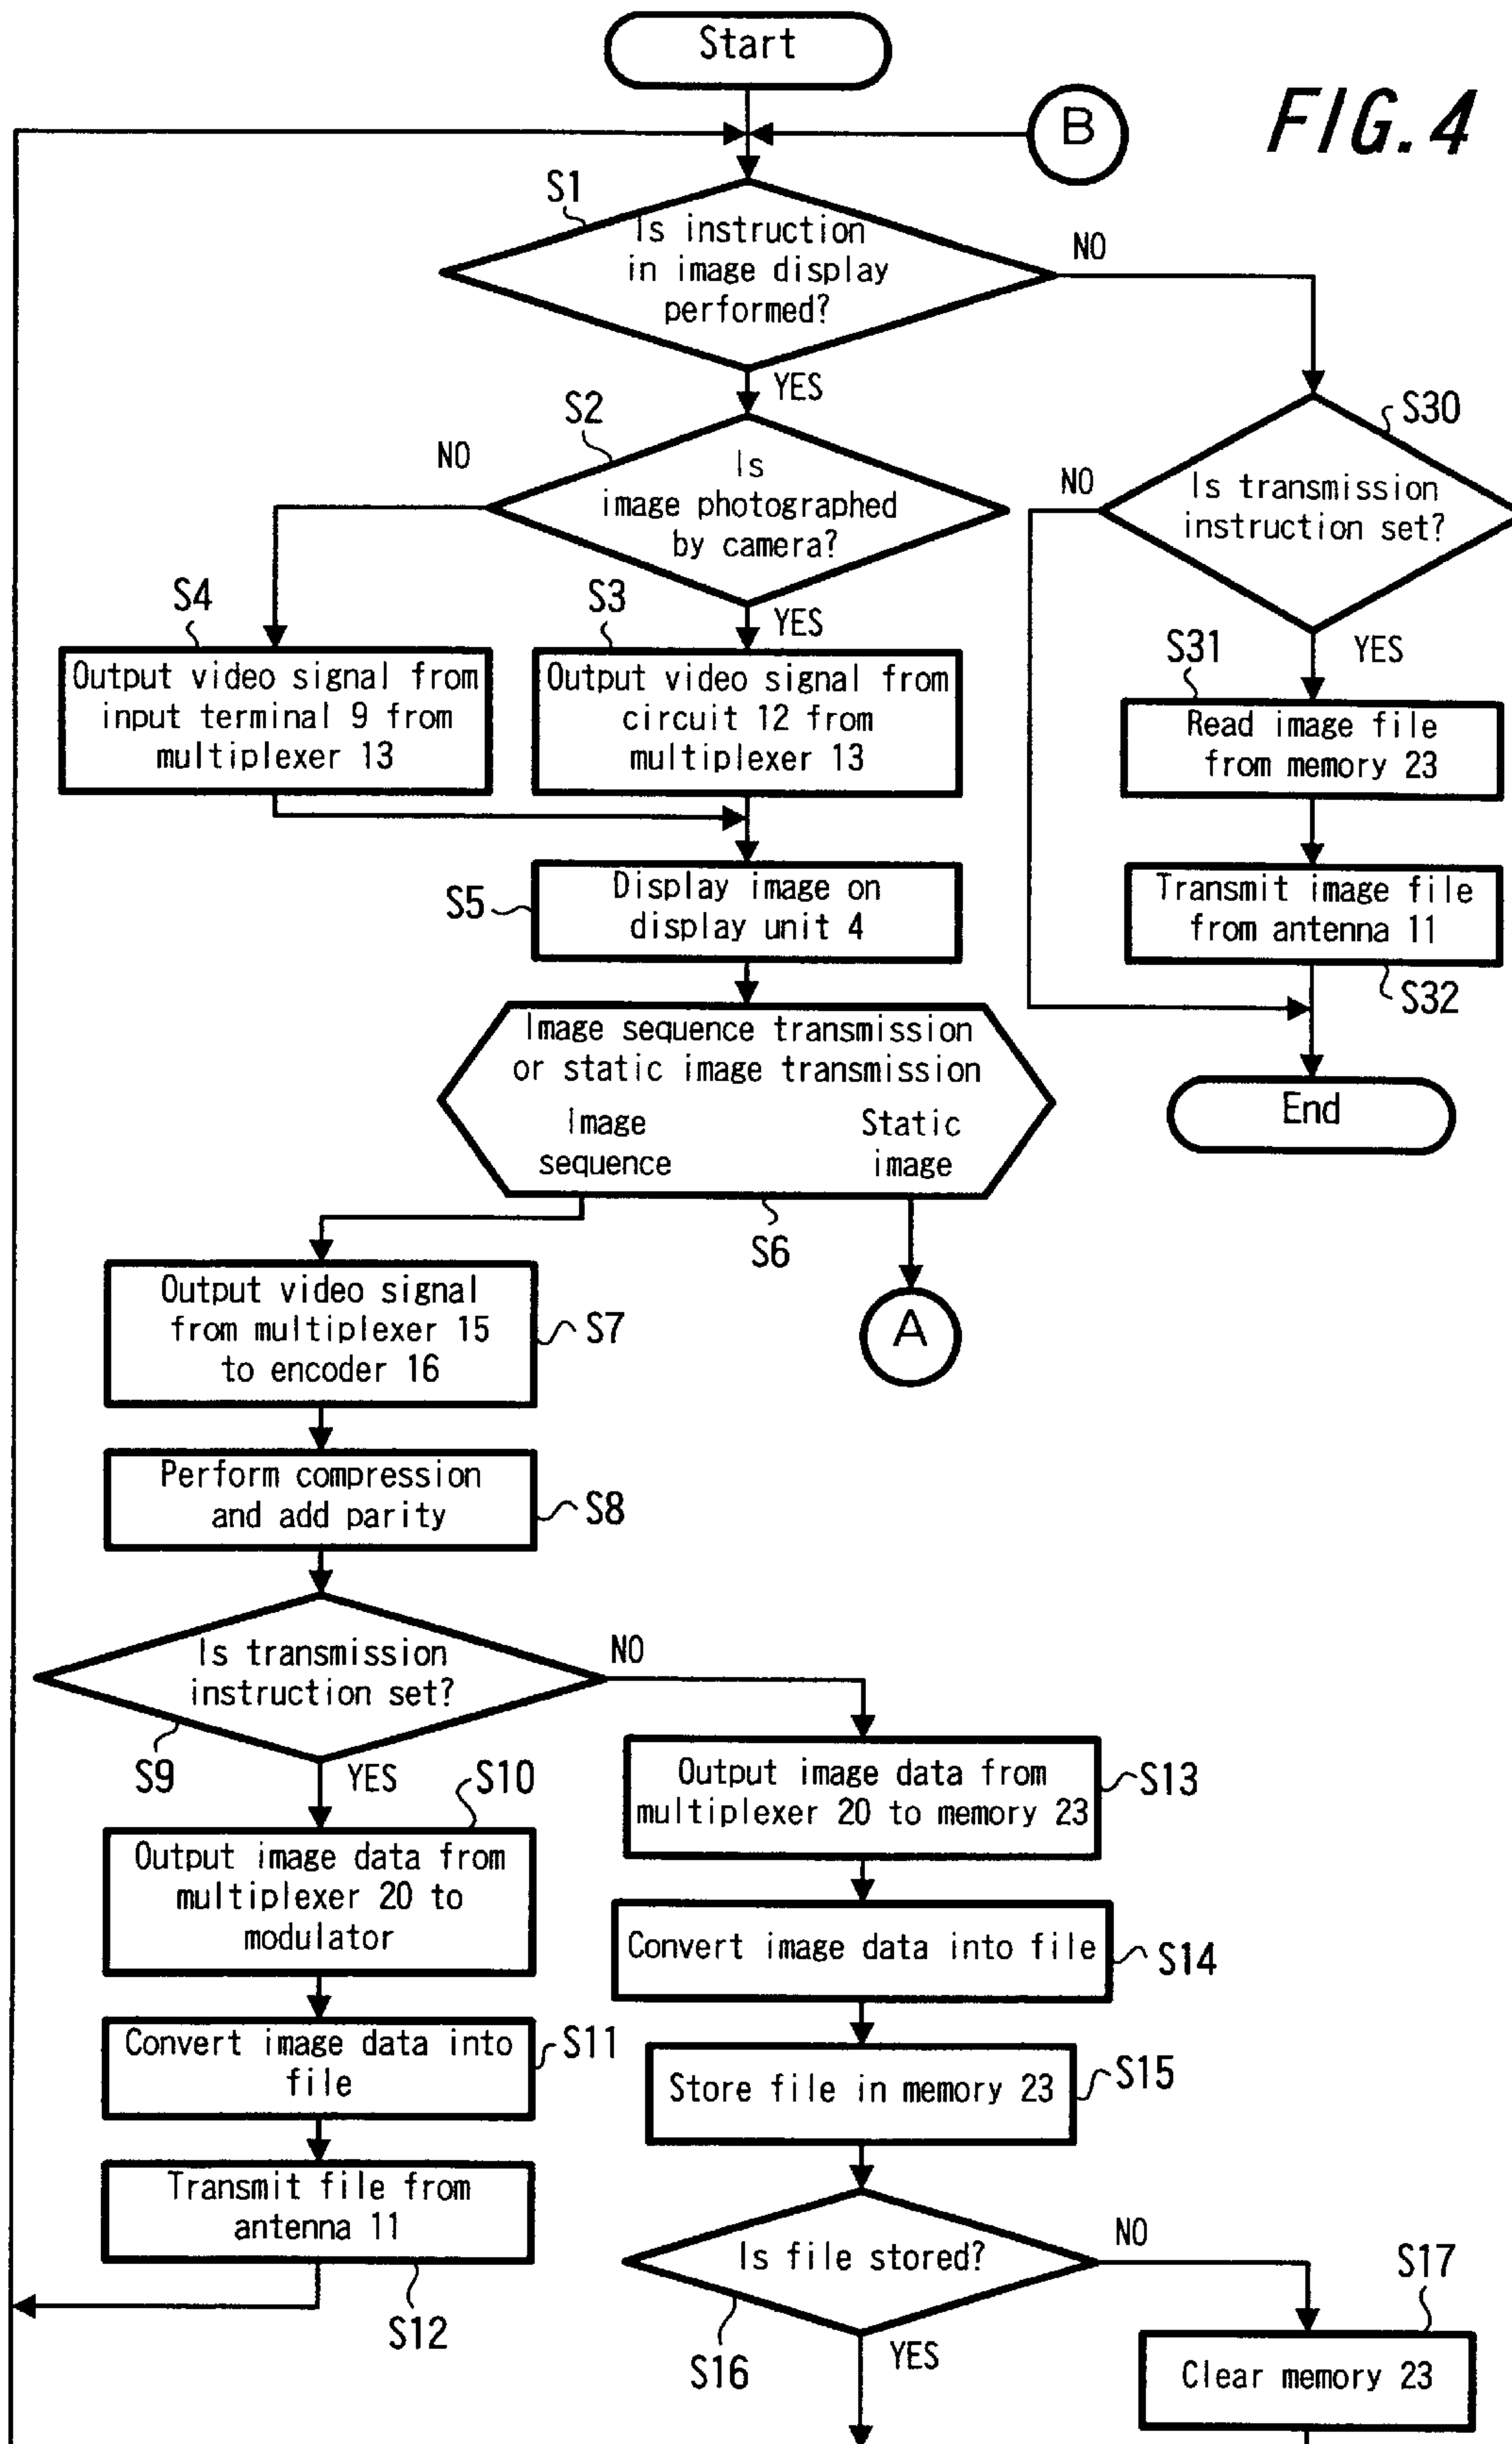 Start
B
FIG. 4
S1
Is instruction
in image display
performed?
NO
YES
S2
NO
Is
image photographed
by camera?
YES
S30
NO
Is transmission
instruction set?
YES
S4
Output video signal from
input terminal 9 from
multiplexer 13
S3
Output video signal from
circuit 12 from
multiplexer 13
S31
Read image file
from memory 23
S5
Display image on
display unit 4
Transmit image file
from antenna 11
S32
End
Image sequence transmission
or static image transmission
Image
sequence
Static
image
S6
A
Output video signal
from multiplexer 15
to encoder 16
S7
Perform compression
and add parity
S8
Is transmission
instruction set?
NO
S9
YES
S10
Output image data from
multiplexer 20 to
modulator
Output image data from
multiplexer 20 to memory 23
S13
Convert image data into file
S14
Convert image data into
file
S11
Store file in memory 23
S15
Transmit file from
antenna 11
S12
Is file stored?
NO
S16
YES
S17
Clear memory 23